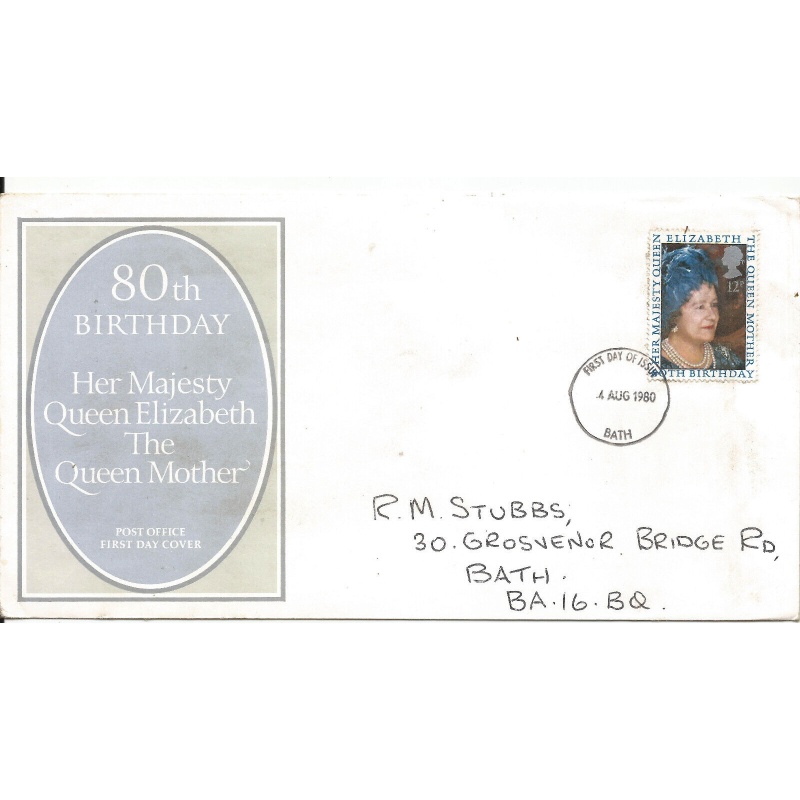 80th
BIRTHDAY
Her Majesty
Queen Elizabeth
The
Queen Mother
POST OFFICE
FIRST DAY COVER
HER MAJESTY QUEEN
ELIZABETH
THE QUEEN MOTHER
80TH BIRTHDAY
12P
FIRST DAY OF ISSUE
4 AUG 1980
BATH
R.M. STUBBS,
30. GROSVENOR BRIDGE RD,
BATH.
BA.16.BQ.